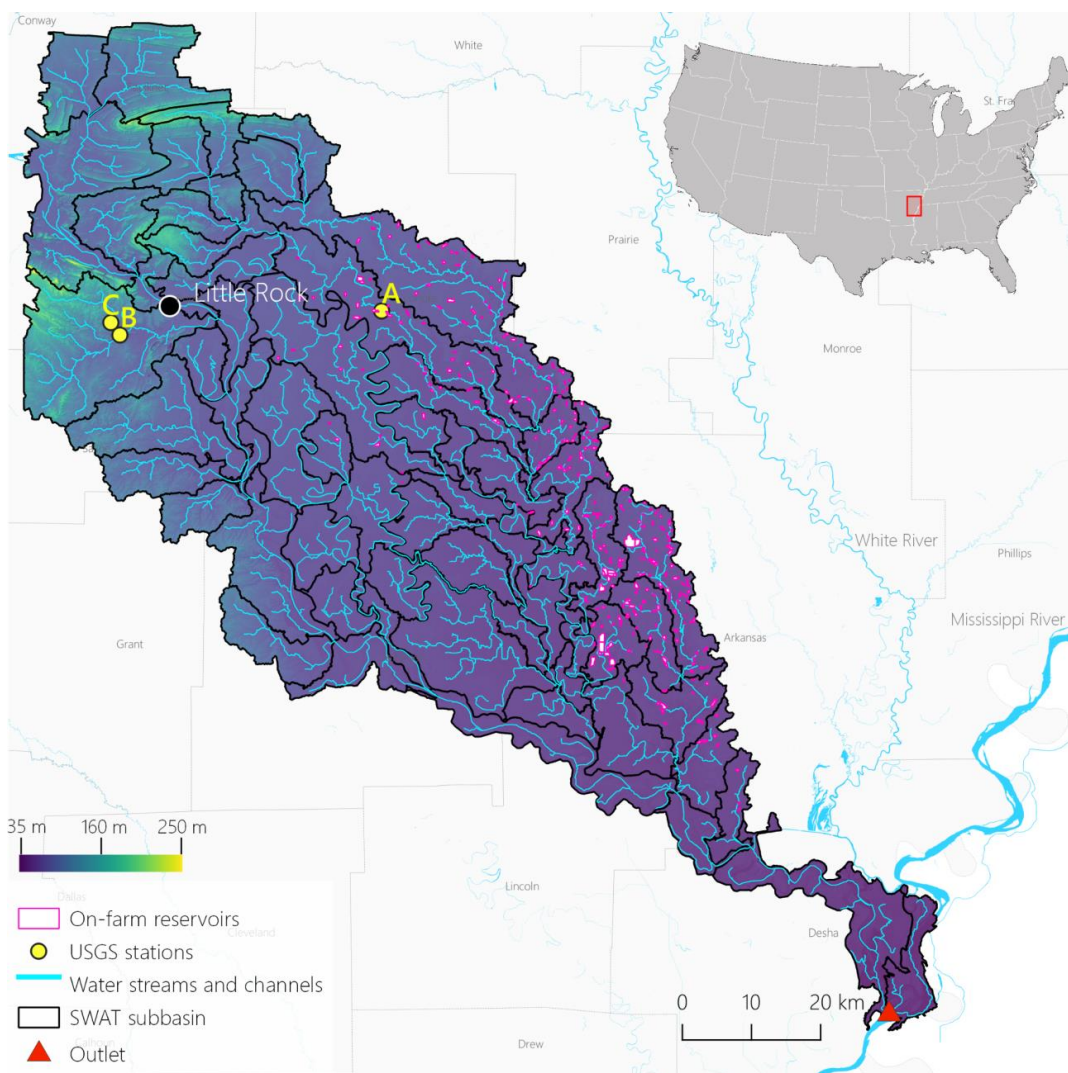 Conway
White
St. Fra
Prairie
Little Rock
A
C
B
Monroe
White River
Phillips
Mississippi River
Grant
Arkansas
35 m 160 m 250 m
Dallas
Lincoln
On-farm reservoirs
Cleveland
Desha
USGS stations
Water streams and channels
0 10 20 km
SWAT subbasin
Calhoun
Drew
Outlet